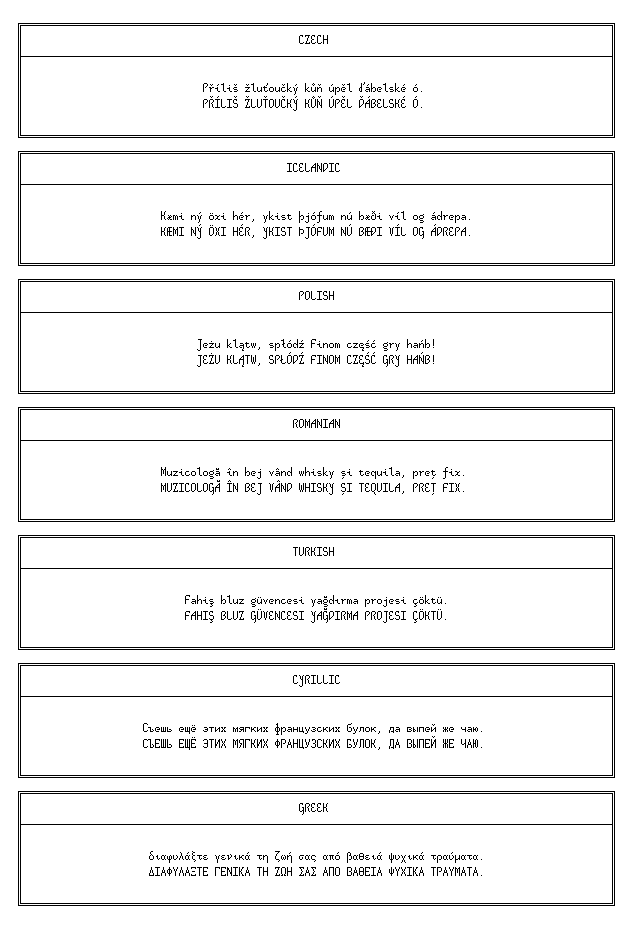 CZECH
Příliš žluťoučký kůň úpěl ďábelské ó.
PŘÍLIŠ ŽLUŤOUČKÝ KŮŇ ÚPĚL ĎÁBELSKÉ Ó.
ICELANDIC
Kæmi ný öxi hér, ykist þjófum nú bæði víl og ádrepa.
KÆMI NÝ ÖXI HÉR, YKIST ÞJÓFUM NÚ BÆÐI VÍL OG ÁDREPA.
POLISH
Jeżu klątw, spłódź Finom część gry hańb!
JEŻU KLĄTW, SPŁÓDŹ FINOM CZĘŚĆ GRY HAŃB!
ROMANIAN
Muzicologă în bej vând whisky și tequila, preț fix.
MUZICOLOGĂ ÎN BEJ VÂND WHISKY ȘI TEQUILA, PREȚ FIX.
TURKISH
Fahiş bluz güvencesi yağdırma projesi çöktü.
FAHIŞ BLUZ GÜVENCESI YAĞDIRMA PROJESI ÇÖKTÜ.
CYRILLIC
Съешь ещё этих мягких французских булок, да выпей же чаю.
СЪЕШЬ ЕЩЁ ЭТИХ МЯГКИХ ФРАНЦУЗСКИХ БУЛОК, ДА ВЫПЕЙ ЖЕ ЧАЮ.
GREEK
διαφυλάξτε γενικά τη ζωή σας από βαθειά ψυχικά τραύματα.
ΔΙΑΦΥΛΑΞΤΕ ΓΕΝΙΚΑ ΤΗ ΖΩΗ ΣΑΣ ΑΠΟ ΒΑΘΕΙΑ ΨΥΧΙΚΑ ΤΡΑΥΜΑΤΑ.